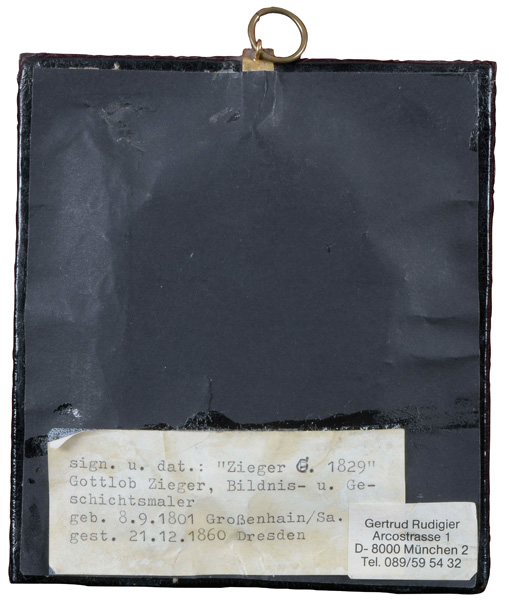 sign. u. dat.: "Zieger G. 1829"
Gottlob Zieger, Bildnis- u. Ge-
schichtsmaler
geb. 8.9.1801 Großenhain/Sa.
gest. 21.12.1860 Dresden
Gertrud Rudigier
Arcostrasse 1
D- 8000 München 2
Tel. 089/59 54 32